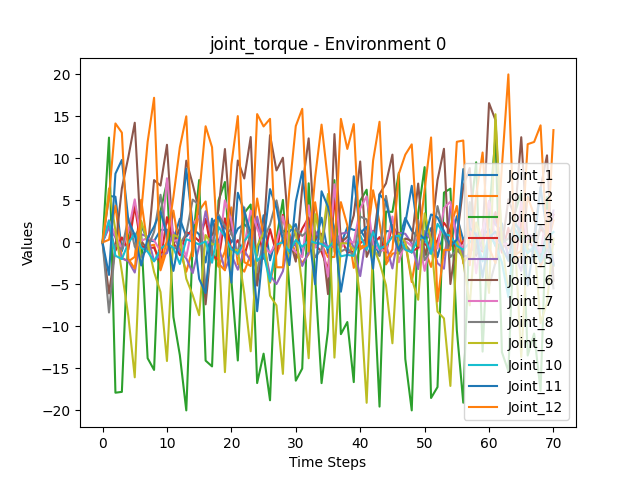 joint_torque - Environment 0
Values
20
15
10
5
0
−5
−10
−15
−20
0
10
20
30
40
50
60
70
Time Steps
Joint_1
Joint_2
Joint_3
Joint_4
Joint_5
Joint_6
Joint_7
Joint_8
Joint_9
Joint_10
Joint_11
Joint_12